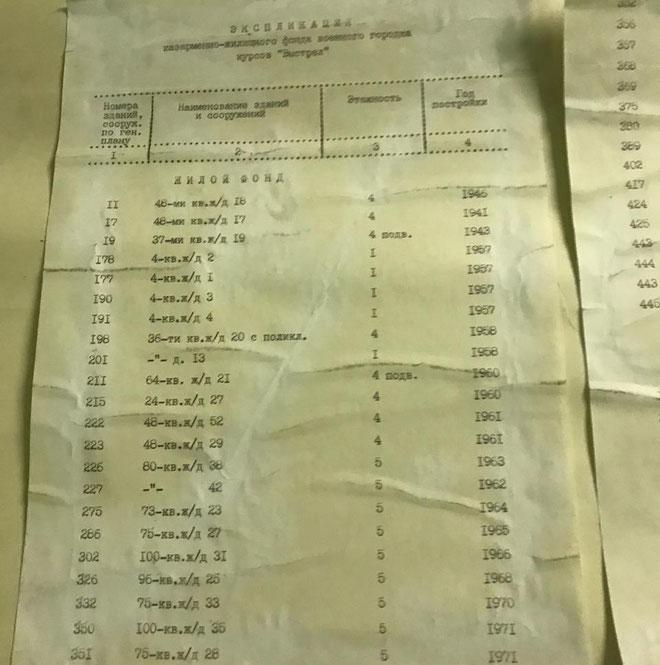 ЭКСПЛИКАЦИЯ
казарменно-жилищного фонда военного городка
курсов "Выстрел"
Номера зданий, сооруж. по ген. плану | Наименование зданий и сооружений | Этажность | Год постройки
I 2 3 4
ЖИЛОЙ ФОНД
II 48-ми кв.ж/д I8 4 I946
I7 48-ми кв.ж/д I7 4 I94I
I9 37-ми кв.ж/д I9 4 подв. I943
I78 4-кв.ж/д 2 I I957
I77 4-кв.ж/д I I I957
I90 4-кв.ж/д 3 I I957
I9I 4-кв.ж/д 4 I I957
I98 36-ти кв.ж/д 20 с поликл. 4 I958
20I -"- д. I3 I I958
2II 64-кв. ж/д 2I 4 подв. I960
2I5 24-кв.ж/д 27 4 I960
222 48-кв.ж/д 52 4 I96I
223 48-кв.ж/д 29 4 I96I
226 80-кв.ж/д 38 5 I963
227 -"- 42 5 I962
275 73-кв.ж/д 23 5 I964
286 75-кв.ж/д 27 5 I965
302 I00-кв.ж/д 3I 5 I966
326 96-кв.ж/д 25 5 I968
332 75-кв.ж/д 33 5 I970
350 I00-кв.ж/д 35 5 I97I
35I 75-кв.ж/д 28 5 I97I
356
357
368
369
375
380
389
402
417
424
425
443
444
443
445